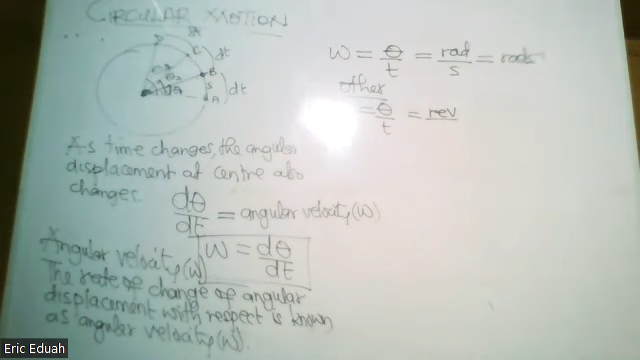 CIRCULAR MOTION
dt
dt
W = θ/t = rad/s = rads
other
= θ/t = rev
As time changes, the angular
displacement at centre also
changes
dθ/dt = angular velocity (W)
Angular velocity (W)
W = dθ/dt
The rate of change of angular
displacement with respect is known
as angular velocity (W).
Eric Eduah